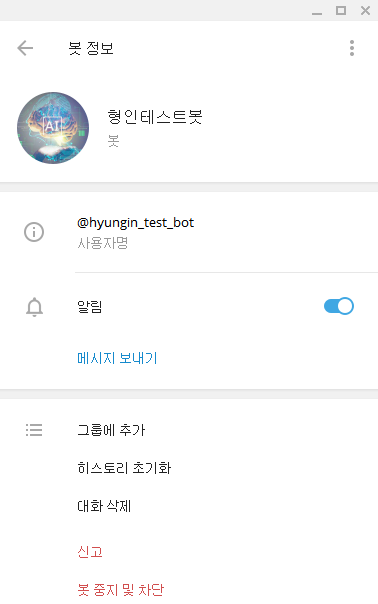 봇 정보
AI
형인테스트봇
봇
@hyungin_test_bot
사용자명
알림
메시지 보내기
그룹에 추가
히스토리 초기화
대화 삭제
신고
봇 중지 및 차단